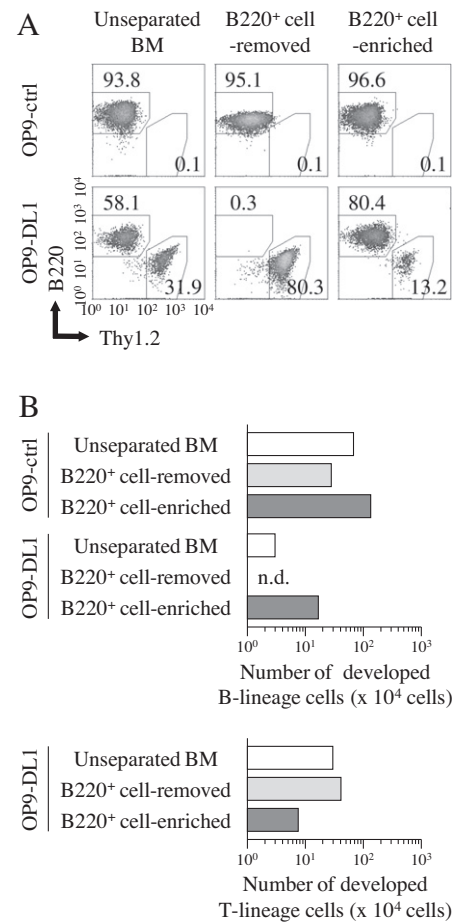 A
Unseparated BM
B220⁺ cell -removed
B220⁺ cell -enriched
OP9-ctrl
93.8
0.1
95.1
0.1
96.6
0.1
OP9-DL1
58.1
31.9
0.3
80.3
80.4
13.2
B220
10⁰ 10¹ 10² 10³ 10⁴
10⁰ 10¹ 10² 10³ 10⁴
Thy1.2
B
OP9-ctrl
Unseparated BM
B220⁺ cell-removed
B220⁺ cell-enriched
OP9-DL1
Unseparated BM
B220⁺ cell-removed n.d.
B220⁺ cell-enriched
10⁰ 10¹ 10² 10³
Number of developed
B-lineage cells (x 10⁴ cells)
OP9-DL1
Unseparated BM
B220⁺ cell-removed
B220⁺ cell-enriched
10⁰ 10¹ 10² 10³
Number of developed
T-lineage cells (x 10⁴ cells)